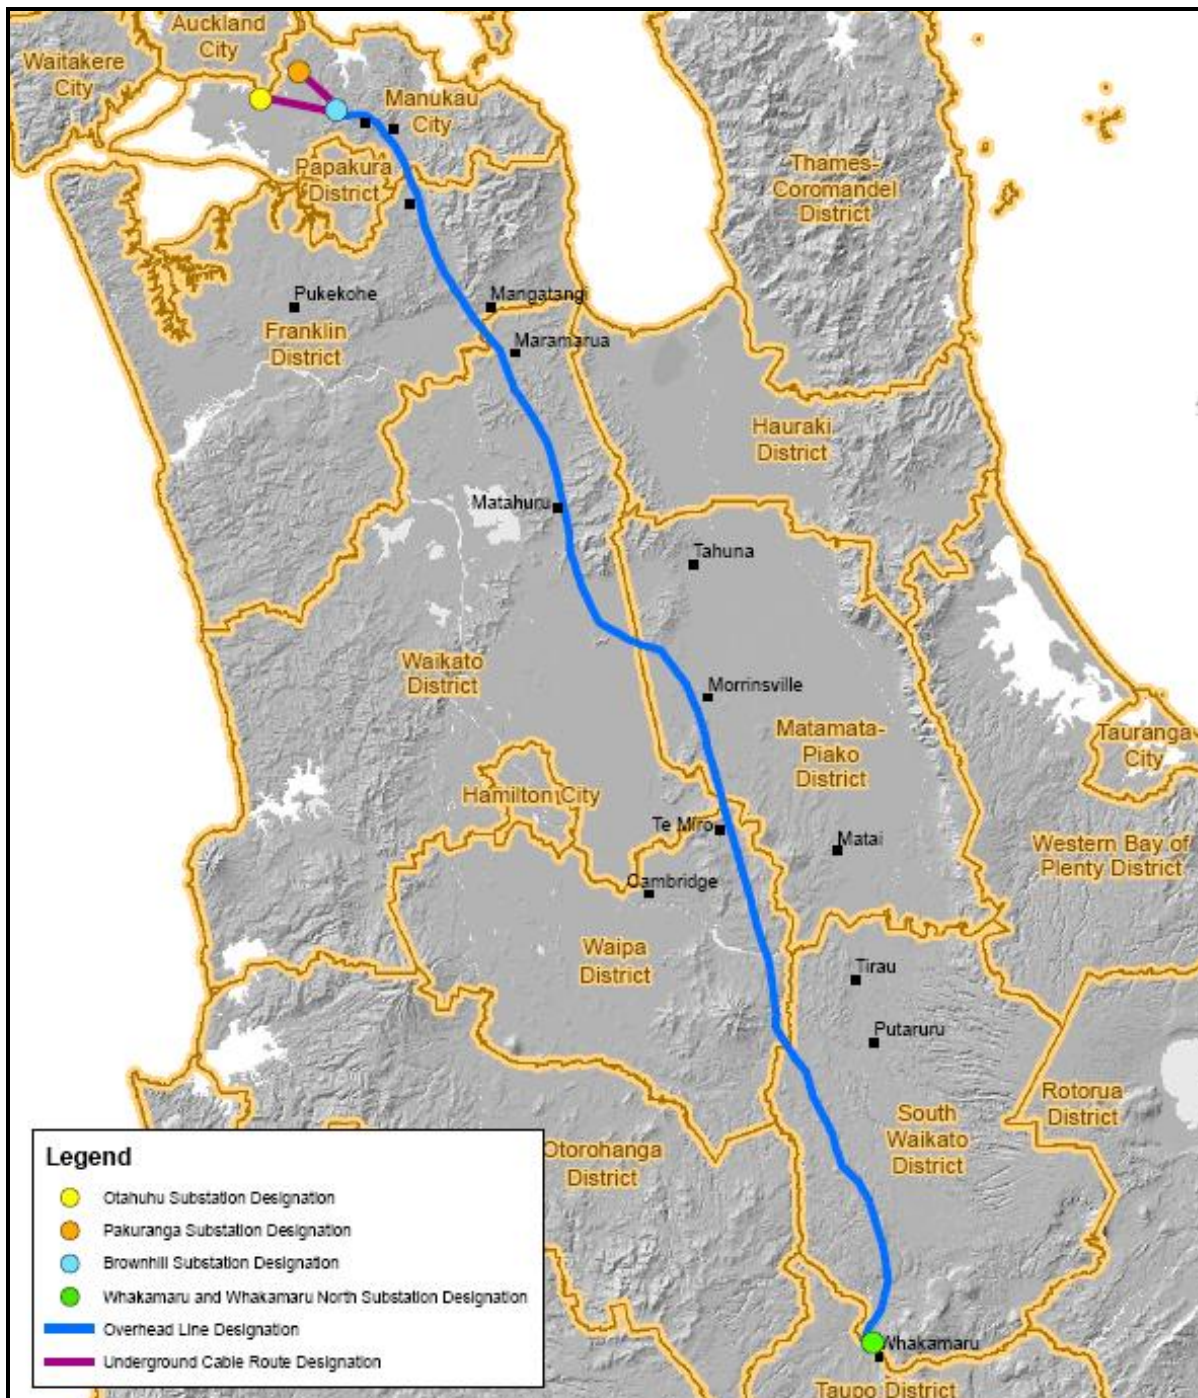 Auckland
City
Waitakere
City
Manukau
City
Papakura
District
Thames-
Coromandel
District
Pukekohe
Mangatangi
Franklin
District
Maramarua
Hauraki
District
Matahuru
Tahuna
Waikato
District
Morrinsville
Matamata-
Piako
District
Tauranga
City
Hamilton City
Te Miro
Matai
Western Bay of
Plenty District
Cambridge
Waipa
District
Tirau
Putaruru
Rotorua
District
South
Waikato
District
Otorohanga
District
Legend
Otahuhu Substation Designation
Pakuranga Substation Designation
Brownhill Substation Designation
Whakamaru and Whakamaru North Substation Designation
Overhead Line Designation
Underground Cable Route Designation
Whakamaru
Taupo District